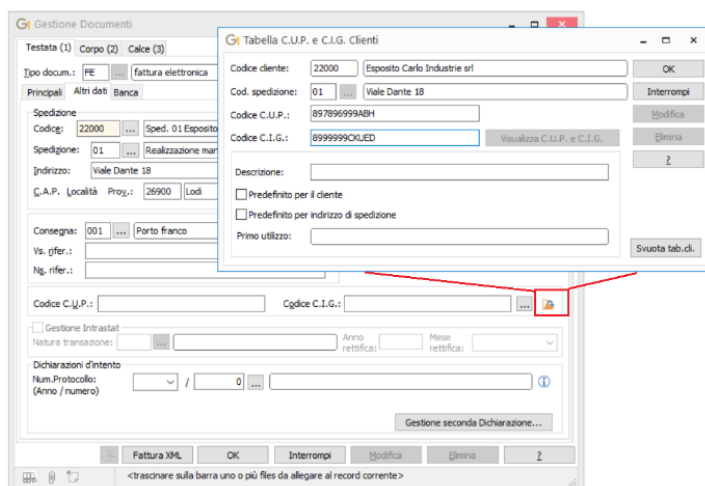 Gestione Documenti
Testata (1) Corpo (2) Calce (3)
Tipo docum.: FE ... fattura elettronica
Principali Altri dati Banca
Spedizione
Codice: 22000 ... Sped. 01 Esposito
Spedizione: 01 ... Realizzazione mar
Indirizzo: Viale Dante 18
C.A.P. Località Prov.: 26900 Lodi
Consegna: 001 ... Porto franco
Vs. rifer.:
Ns. rifer.:
Codice C.U.P.: Codice C.I.G.: ...
Gestione Intrastat
Natura transazione: ... Anno rettifica: Mese rettifica:
Dichiarazioni d'intento
Num.Protocollo: / 0 ...
(Anno / numero)
Gestione seconda Dichiarazione...
Fattura XML OK Interrompi Modifica Elimina ?
<trascinare sulla barra uno o più files da allegare al record corrente>
Tabella C.U.P. e C.I.G. Clienti
Codice cliente: 22000 Esposito Carlo Industrie srl OK
Cod. spedizione: 01 ... Viale Dante 18 Interrompi
Codice C.U.P.: 897896999ABH Modifica
Codice C.I.G.: 8999999CKUED Visualizza C.U.P. e C.I.G. Elimina
?
Descrizione:
Predefinito per il cliente
Predefinito per indirizzo di spedizione
Primo utilizzo:
Svuota tab.cli.